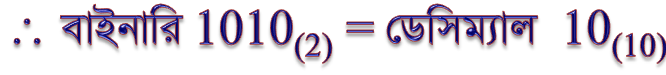 ∴ বাইনারি 1010(2) = ডেসিম্যাল 10(10)